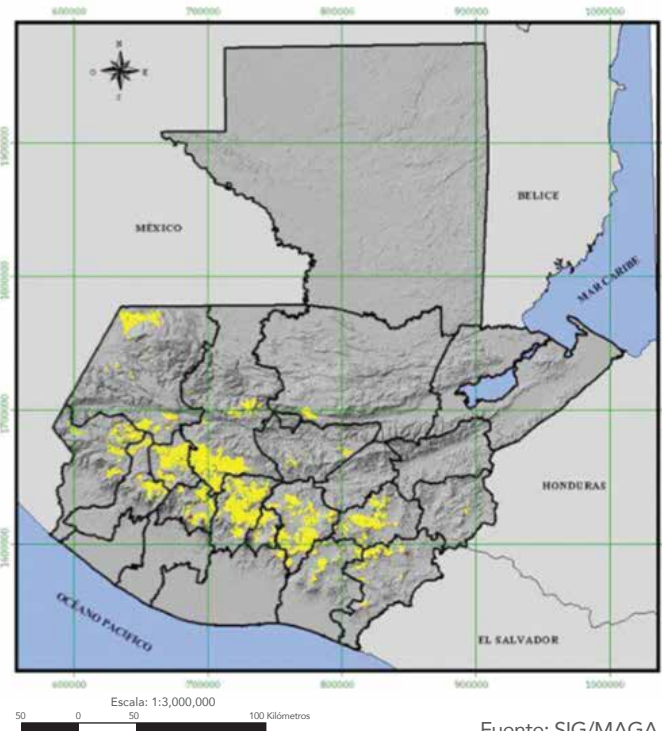 600000 700000 800000 900000 1000000
N
O E
S
1900000
BELICE
MÉXICO
1800000
MAR CARIBE
1700000
HONDURAS
1600000
OCÉANO PACIFICO
EL SALVADOR
600000 700000 800000 900000 1000000
Escala: 1:3,000,000
50 0 50 100 Kilómetros
Fuente: SIG/MAGA